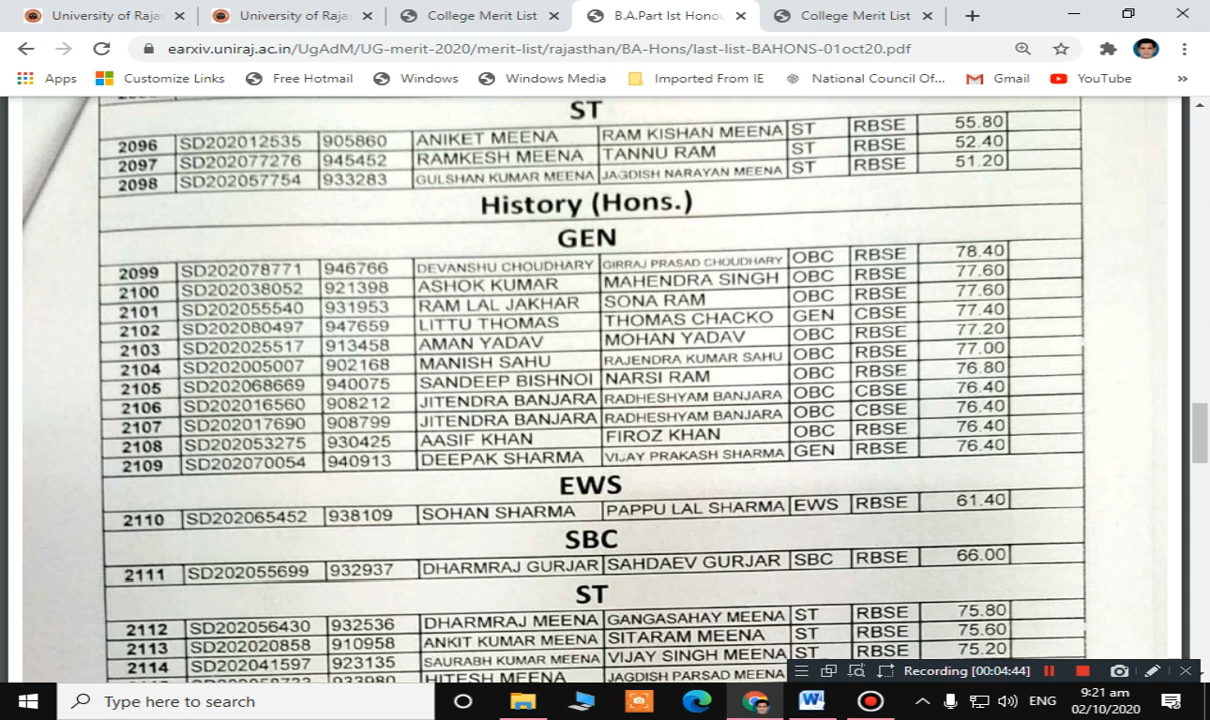 University of Raja
University of Raja
College Merit List
B.A.Part Ist Honou
College Merit List
earxiv.uniraj.ac.in/UgAdM/UG-merit-2020/merit-list/rajasthan/BA-Hons/last-list-BAHONS-01oct20.pdf
Apps Customize Links Free Hotmail Windows Windows Media Imported From IE National Council Of... Gmail YouTube »
ST
2096 SD202012535 905860 ANIKET MEENA RAM KISHAN MEENA ST RBSE 55.80
2097 SD202077276 945452 RAMKESH MEENA TANNU RAM ST RBSE 52.40
2098 SD202057754 933283 GULSHAN KUMAR MEENA JAGDISH NARAYAN MEENA ST RBSE 51.20
History (Hons.)
GEN
2099 SD202078771 946766 DEVANSHU CHOUDHARY GIRRAJ PRASAD CHOUDHARY OBC RBSE 78.40
2100 SD202038052 921398 ASHOK KUMAR MAHENDRA SINGH OBC RBSE 77.60
2101 SD202055540 931953 RAM LAL JAKHAR SONA RAM OBC RBSE 77.60
2102 SD202080497 947659 LITTU THOMAS THOMAS CHACKO GEN CBSE 77.40
2103 SD202025517 913458 AMAN YADAV MOHAN YADAV OBC RBSE 77.20
2104 SD202005007 902168 MANISH SAHU RAJENDRA KUMAR SAHU OBC RBSE 77.00
2105 SD202068669 940075 SANDEEP BISHNOI NARSI RAM OBC RBSE 76.80
2106 SD202016560 908212 JITENDRA BANJARA RADHESHYAM BANJARA OBC CBSE 76.40
2107 SD202017690 908799 JITENDRA BANJARA RADHESHYAM BANJARA OBC CBSE 76.40
2108 SD202053275 930425 AASIF KHAN FIROZ KHAN OBC RBSE 76.40
2109 SD202070054 940913 DEEPAK SHARMA VIJAY PRAKASH SHARMA GEN RBSE 76.40
EWS
2110 SD202065452 938109 SOHAN SHARMA PAPPU LAL SHARMA EWS RBSE 61.40
SBC
2111 SD202055699 932937 DHARMRAJ GURJAR SAHDAEV GURJAR SBC RBSE 66.00
ST
2112 SD202056430 932536 DHARMRAJ MEENA GANGASAHAY MEENA ST RBSE 75.80
2113 SD202020858 910958 ANKIT KUMAR MEENA SITARAM MEENA ST RBSE 75.60
2114 SD202041597 923135 SAURABH KUMAR MEENA VIJAY SINGH MEENA ST RBSE 75.20
HITESH MEENA JAGDISH PARSAD MEENA
Recording [00:04:44]
Type here to search
ENG
9:21 am
02/10/2020